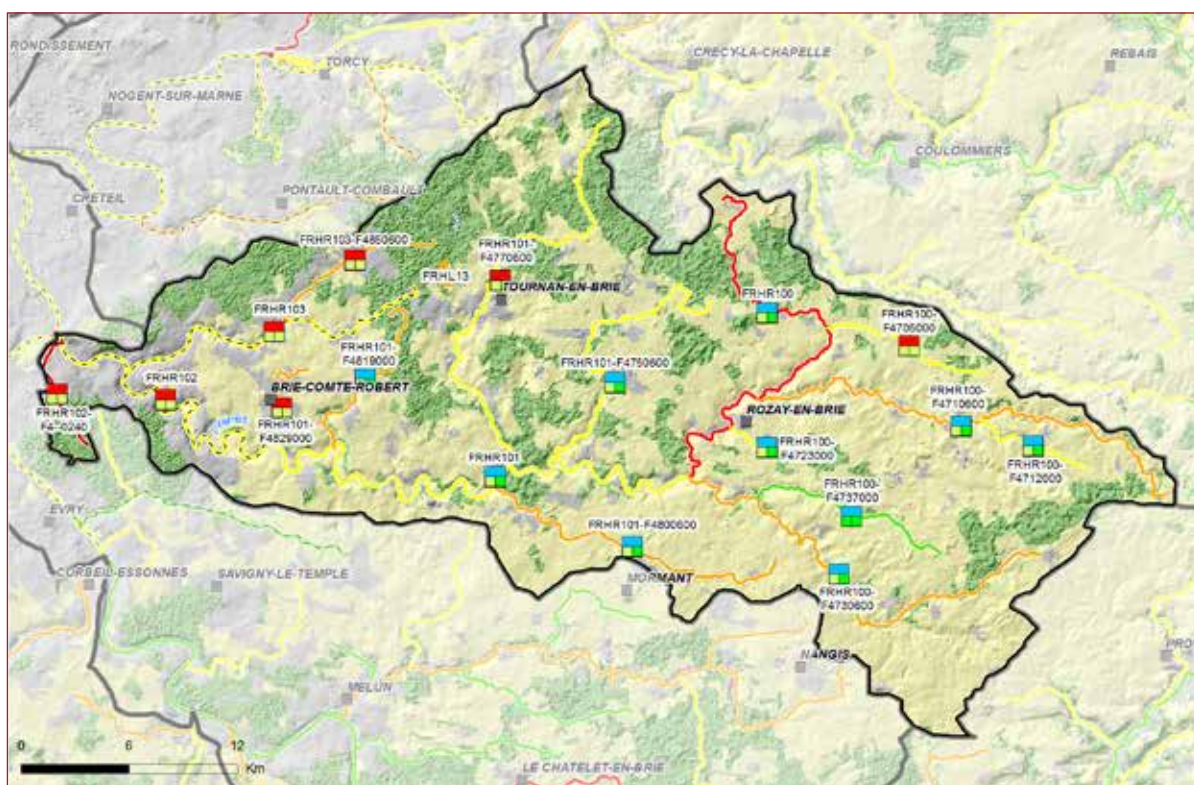 RONDISSEMENT
TORCY
CRECY-LA-CHAPELLE
REBAIS
NOGENT-SUR-MARNE
COULOMMIERS
CRETEIL
PONTAULT-COMBAULT
FRHR103-F4850600
FRHR101-
F4770600
FRHL13
TOURNAN-EN-BRIE
FRHR100
FRHR100-
F4705000
FRHR103
FRHR101-
F4819000
FRHR101-F4750600
FRHR102
BRIE-COMTE-ROBERT
FRHR102-
FRHR101-
F4829000
ROZAY-EN-BRIE
FRHR100-
F4710600
FRHR100-
F4723000
FRHR100-
F4712000
FRHR101
FRHR100-
F4737000
EVRY
FRHR101-F4800600
CORBEIL-ESSONNES
SAVIGNY-LE-TEMPLE
MORMANT
FRHR100-
F4730600
NANGIS
PRO
MELUN
0 6 12
Km
LE CHATELET-EN-BRIE